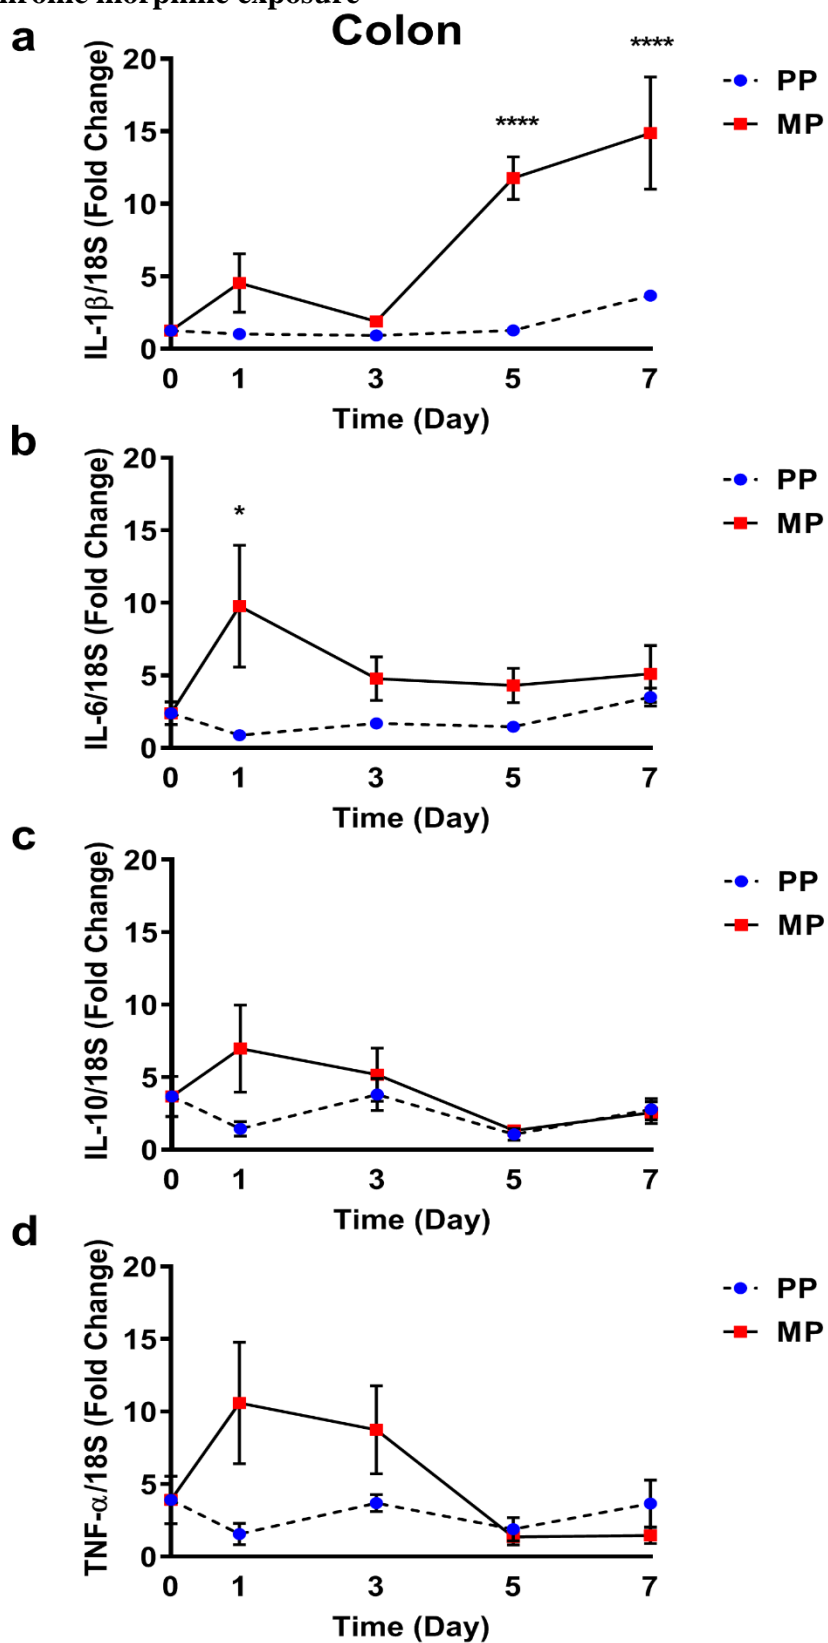 chronic morphine exposure
a
Colon
IL-1β/18S (Fold Change)
20
15
10
5
0
****
****
PP
MP
0 1 3 5 7
Time (Day)
b
IL-6/18S (Fold Change)
20
15
10
5
0
*
PP
MP
0 1 3 5 7
Time (Day)
c
IL-10/18S (Fold Change)
20
15
10
5
0
PP
MP
0 1 3 5 7
Time (Day)
d
TNF-α/18S (Fold Change)
20
15
10
5
0
PP
MP
0 1 3 5 7
Time (Day)